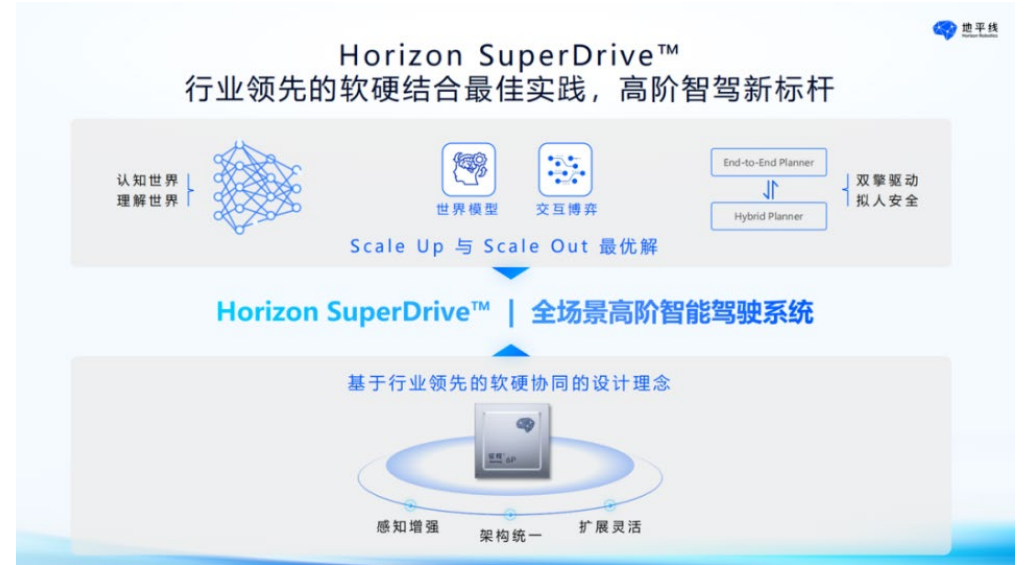 地平线
Horizon Robotics
Horizon SuperDrive™
行业领先的软硬结合最佳实践，高阶智驾新标杆
认知世界
理解世界
世界模型
交互博弈
End-to-End Planner
Hybrid Planner
双擎驱动
拟人安全
Scale Up 与 Scale Out 最优解
Horizon SuperDrive™ | 全场景高阶智能驾驶系统
基于行业领先的软硬协同的设计理念
征程 6P
感知增强
架构统一
扩展灵活